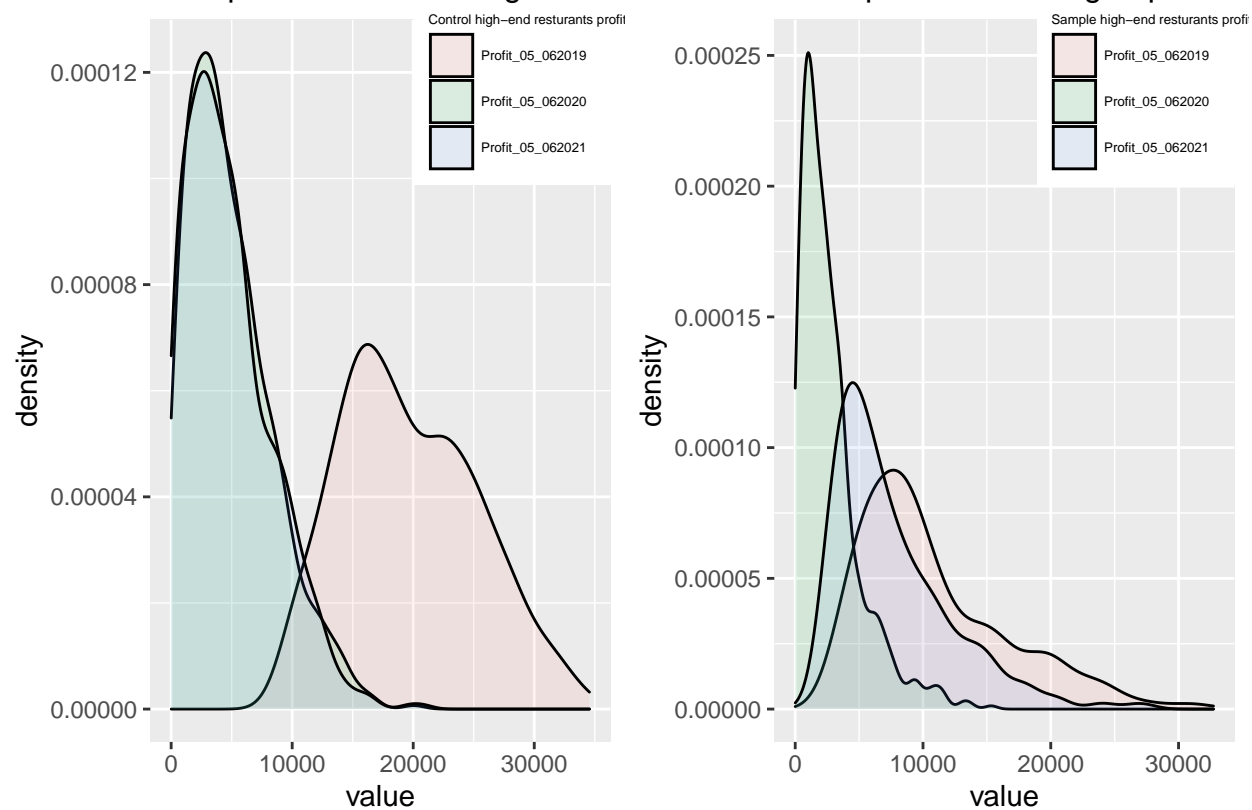 Control high−end resturants profit
Profit_05_062019
Profit_05_062020
Profit_05_062021
0.00012
0.00008
0.00004
0.00000
density
0 10000 20000 30000
value
Sample high−end resturants profit
Profit_05_062019
Profit_05_062020
Profit_05_062021
0.00025
0.00020
0.00015
0.00010
0.00005
0.00000
density
0 10000 20000 30000
value